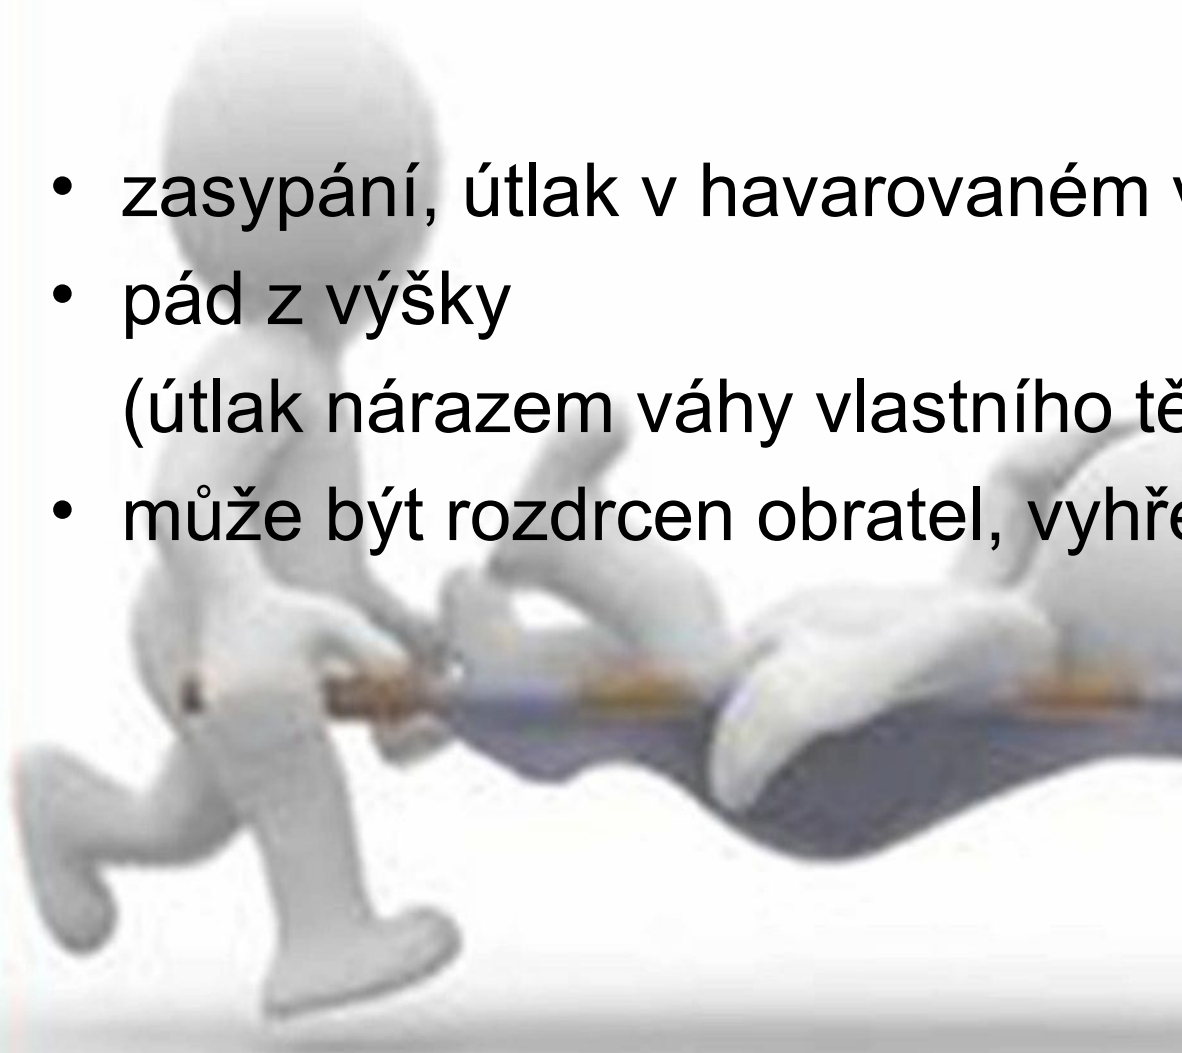 • zasypání, útlak v havarovaném
• pád z výšky
(útlak nárazem váhy vlastního
• může být rozdrcen obratel,